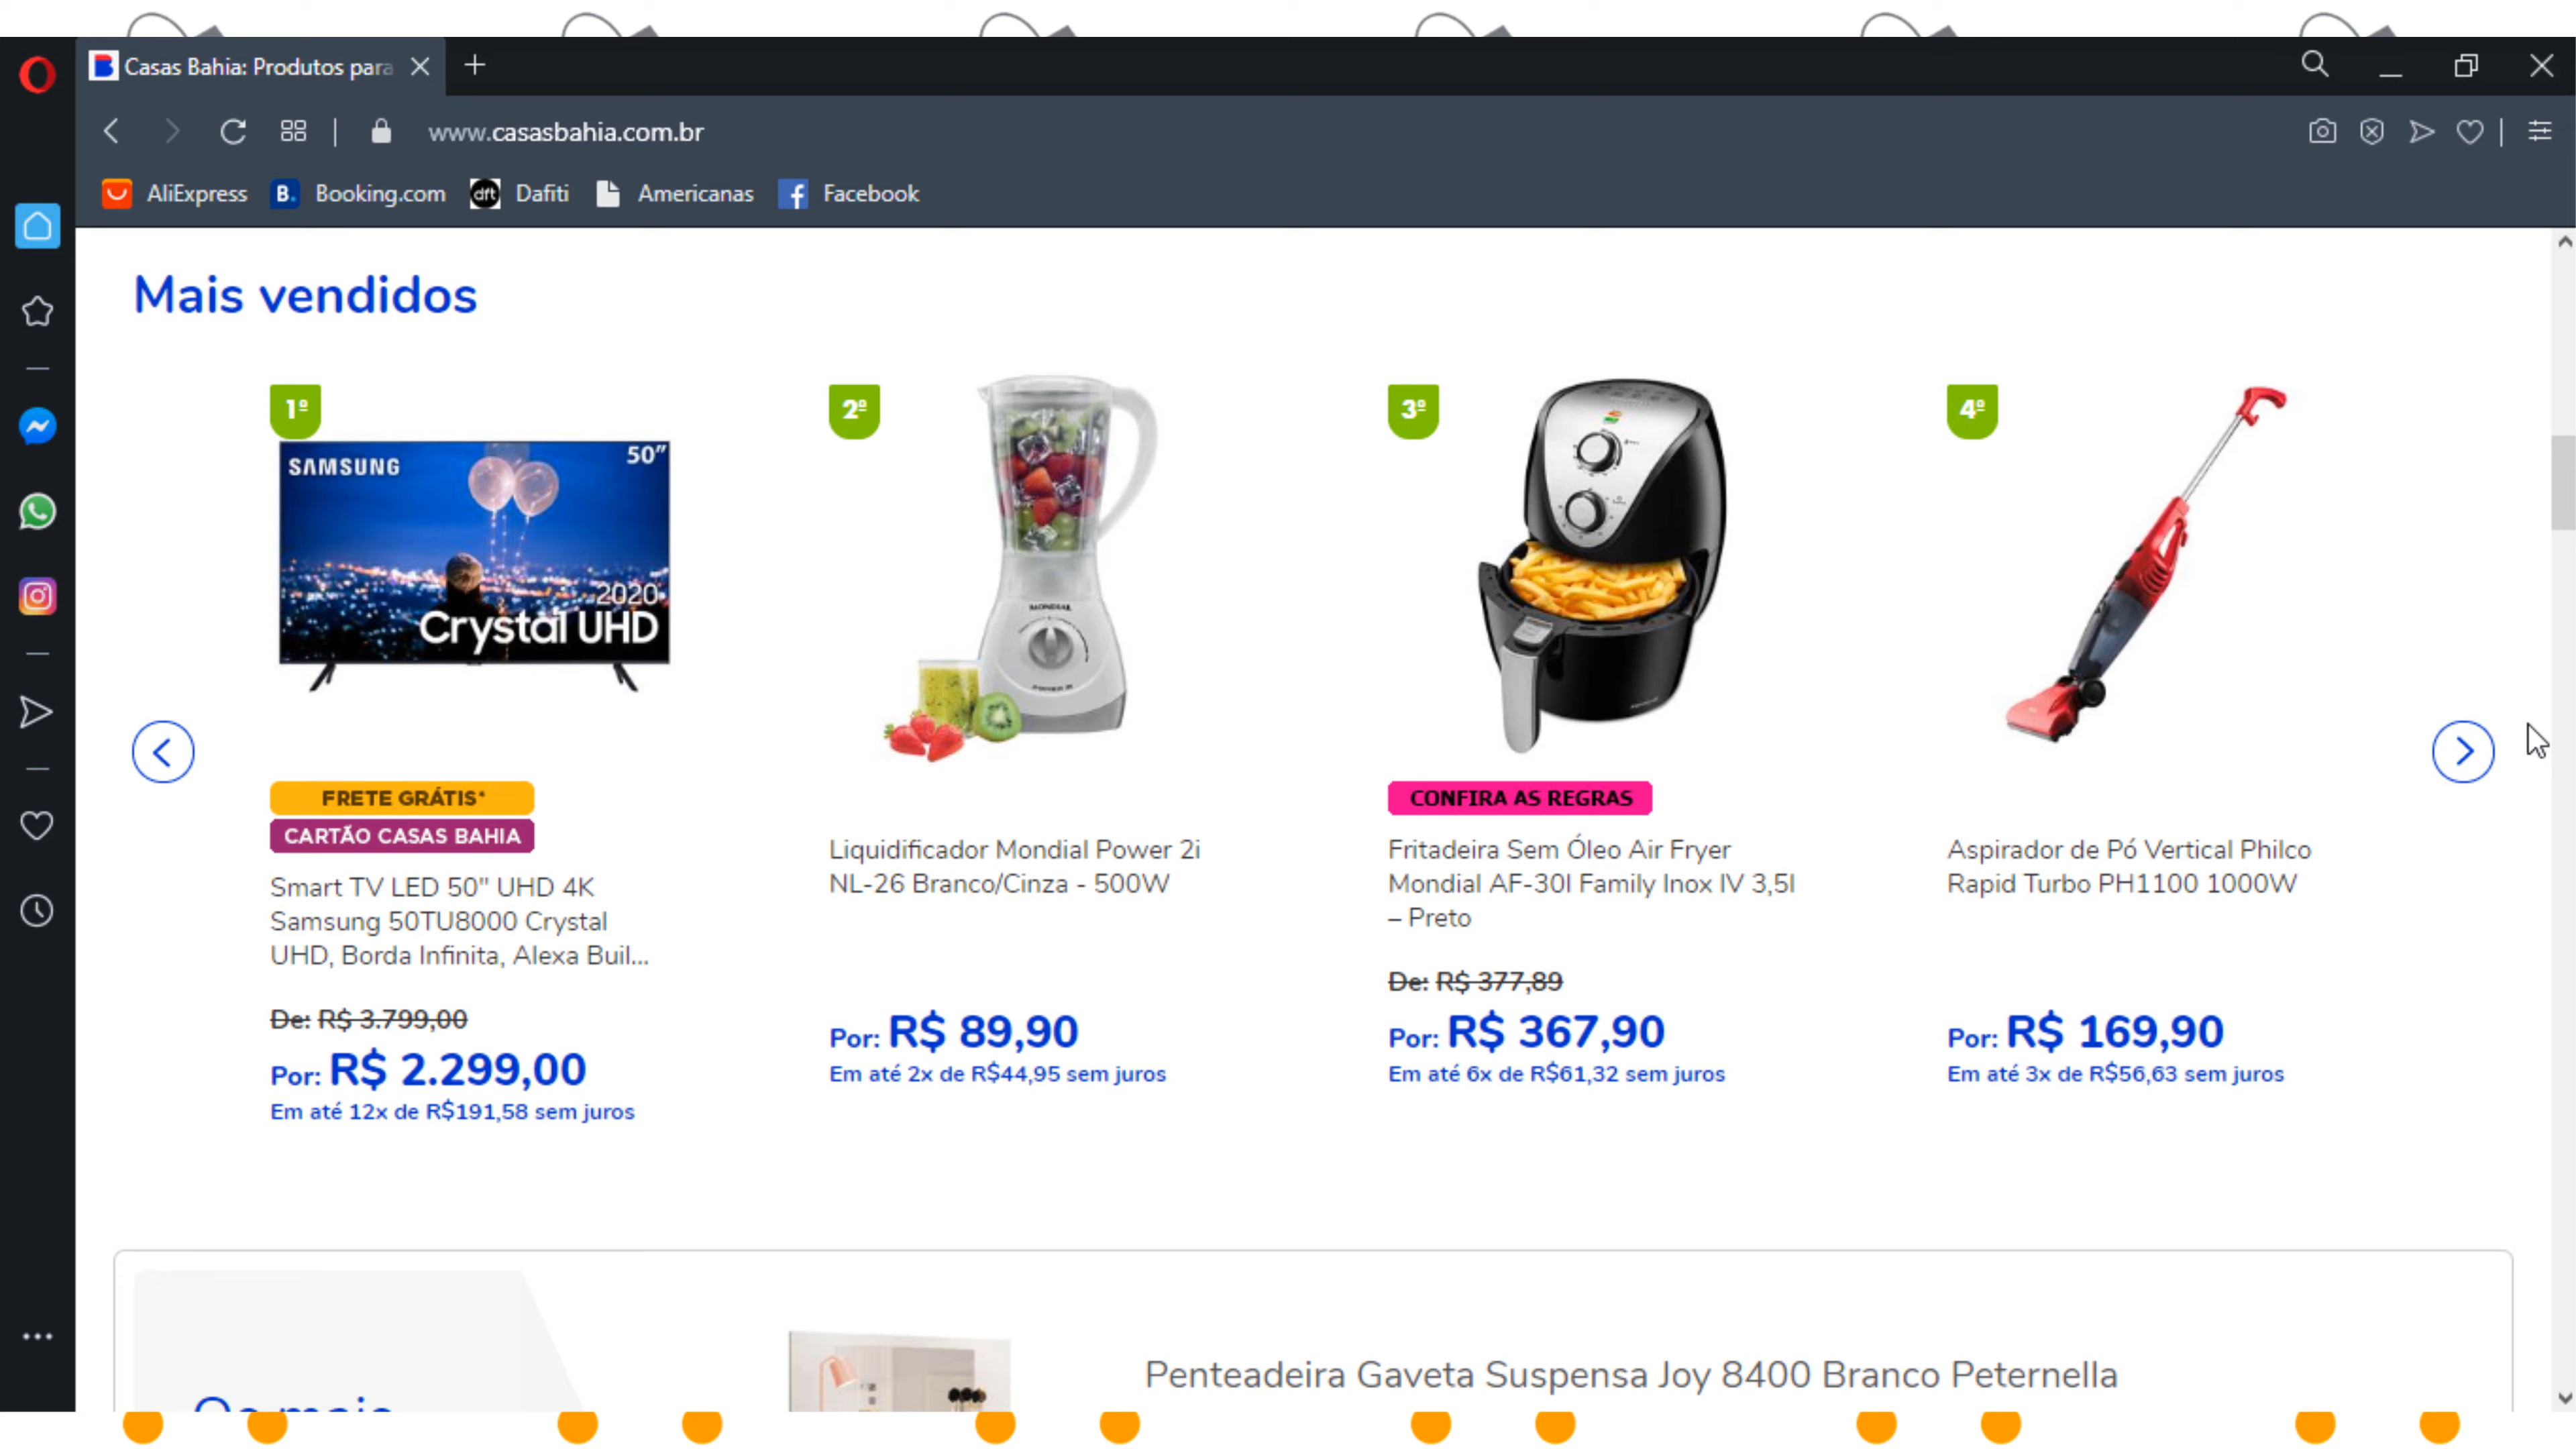 Casas Bahia: Produtos para
www.casasbahia.com.br
AliExpress
B. Booking.com
dft Dafiti
Americanas
Facebook
Mais vendidos
1º
2º
3º
4º
SAMSUNG
50"
2020
Crystal UHD
MONDIAL
FRETE GRÁTIS*
CARTÃO CASAS BAHIA
Smart TV LED 50" UHD 4K
Samsung 50TU8000 Crystal
UHD, Borda Infinita, Alexa Buil...
De: R$ 3.799,00
Por: R$ 2.299,00
Em até 12x de R$191,58 sem juros
Liquidificador Mondial Power 2i
NL-26 Branco/Cinza - 500W
Por: R$ 89,90
Em até 2x de R$44,95 sem juros
CONFIRA AS REGRAS
Fritadeira Sem Óleo Air Fryer
Mondial AF-30I Family Inox IV 3,5l
– Preto
De: R$ 377,89
Por: R$ 367,90
Em até 6x de R$61,32 sem juros
Aspirador de Pó Vertical Philco
Rapid Turbo PH1100 1000W
Por: R$ 169,90
Em até 3x de R$56,63 sem juros
Penteadeira Gaveta Suspensa Joy 8400 Branco Peternella